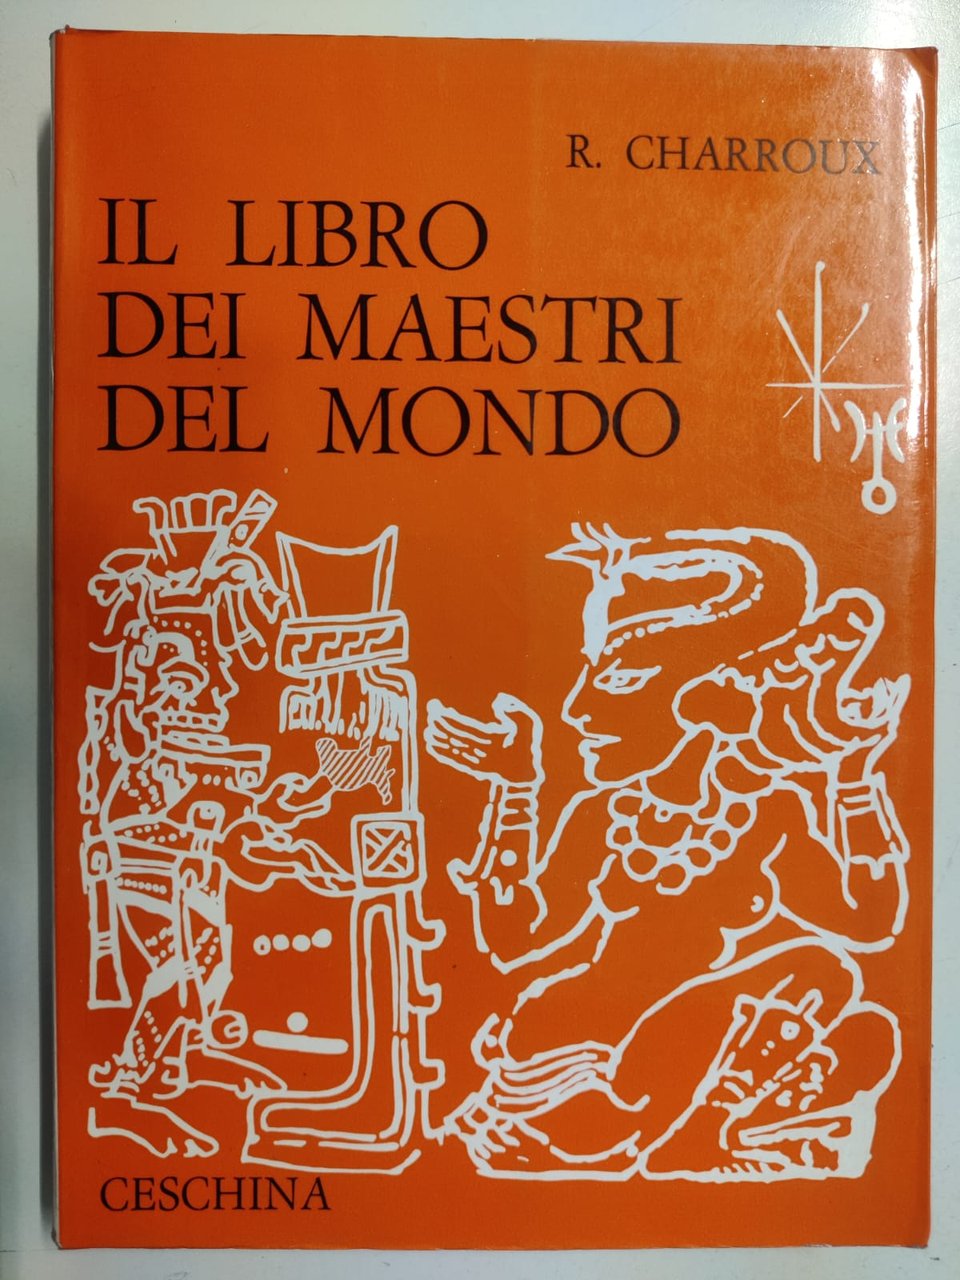 R. CHARROUX
IL LIBRO
DEI MAESTRI
DEL MONDO
CESCHINA